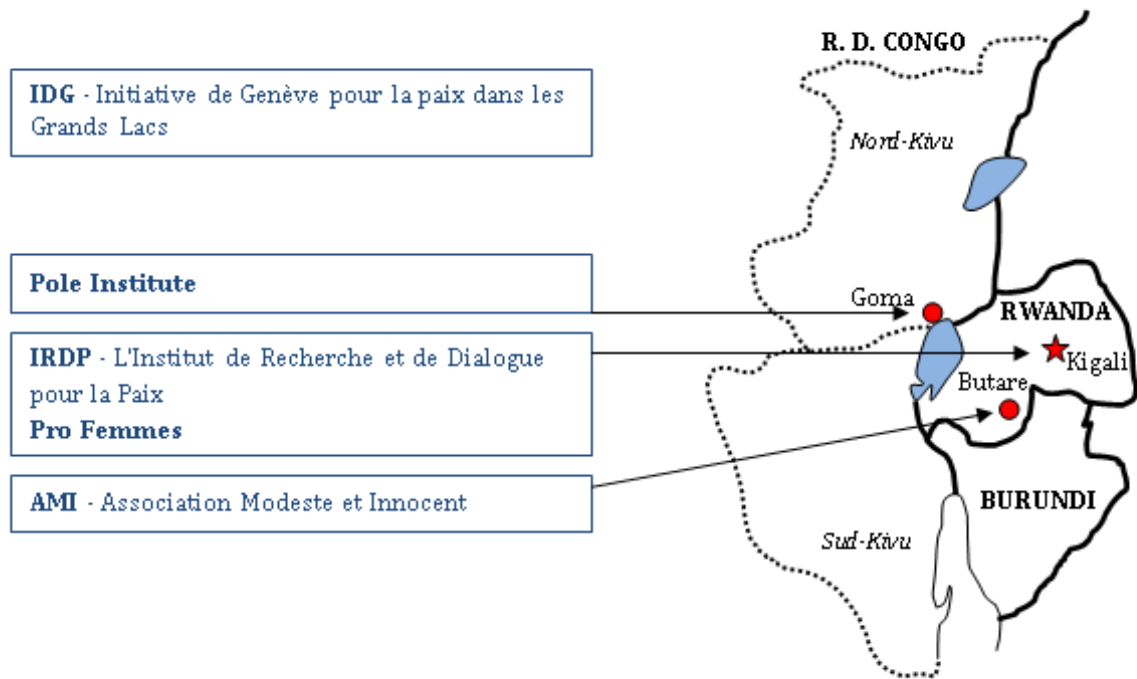 IDG - Initiative de Genève pour la paix dans les
Grands Lacs
Pole Institute
IRDP - L'Institut de Recherche et de Dialogue
pour la Paix
Pro Femmes
AMI - Association Modeste et Innocent
R. D. CONGO
Nord-Kivu
Goma
RWANDA
Kigali
Butare
BURUNDI
Sud-Kivu